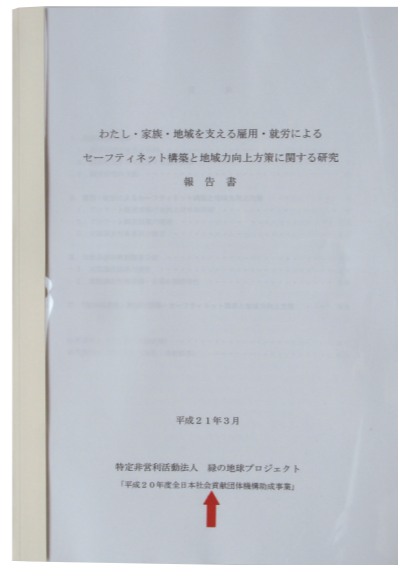 わたし・家族・地域を支える雇用・就労による
セーフティネット構築と地域力向上方策に関する研究
報 告 書
平成２１年３月
特定非営利活動法人 緑の地球プロジェクト
「平成２０年度全日本社会貢献団体機構助成事業」